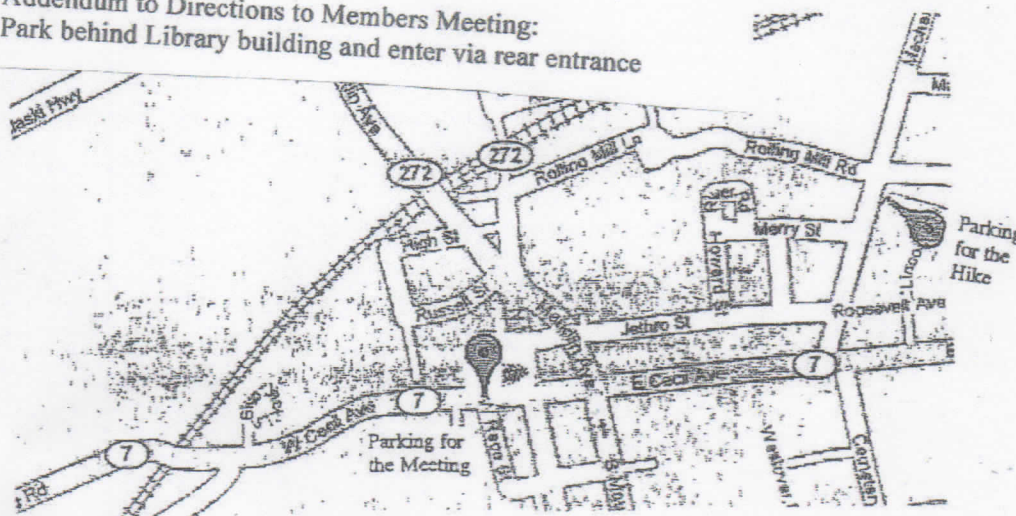 Addendum to Directions to Members Meeting:
Park behind Library building and enter via rear entrance
laski Hwy
272
272
Rolling Mill Ln
Rolling Mill Rd
High St
Merry St
Howard St
Parking
for the
Hike
Russell St
Jethro St
Roosevelt Ave
7
E Cecil Ave
7
W Cecil Ave
Parking for
the Meeting
7
Rd